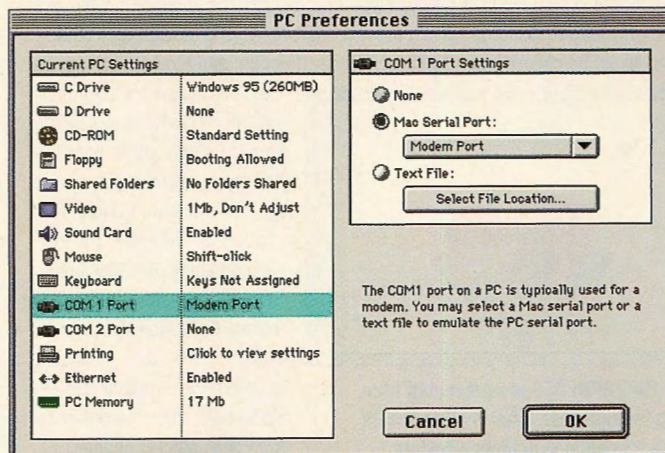 PC Preferences
Current PC Settings
C Drive Windows 95 (260MB)
D Drive None
CD-ROM Standard Setting
Floppy Booting Allowed
Shared Folders No Folders Shared
Video 1Mb, Don't Adjust
Sound Card Enabled
Mouse Shift-click
Keyboard Keys Not Assigned
COM 1 Port Modem Port
COM 2 Port None
Printing Click to view settings
Ethernet Enabled
PC Memory 17 Mb
COM 1 Port Settings
None
Mac Serial Port:
Modem Port
Text File:
Select File Location...
The COM1 port on a PC is typically used for a
modem. You may select a Mac serial port or a
text file to emulate the PC serial port.
Cancel OK